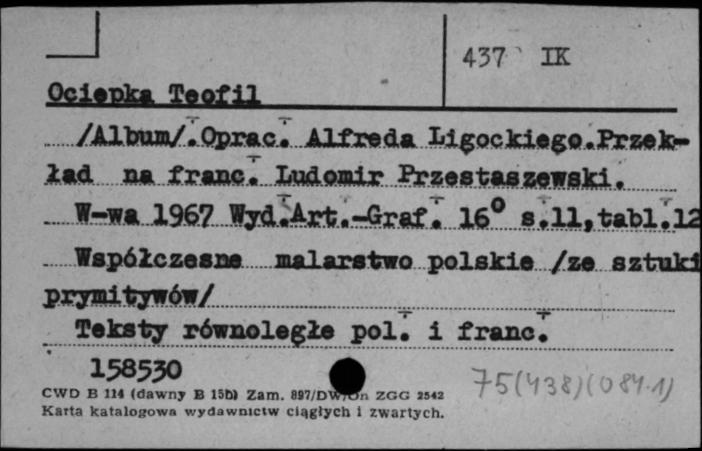 437 IK
Ociepka Teofil
/Album/.Oprac. Alfreda Ligockiego.Przek-
ład na franc. Ludomir Przestaszewski.
W-wa 1967 Wyd.Art.-Graf. 16° s.11,tabl.12
Współczesne malarstwo polskie /ze sztuki
prymitywów/
Teksty równoległe pol. i franc.
158530
CWD B 114 (dawny B 15b) Zam. 897/DW/On ZGG 2542
Karta katalogowa wydawnictw ciągłych i zwartych.
75(438)(084.1)